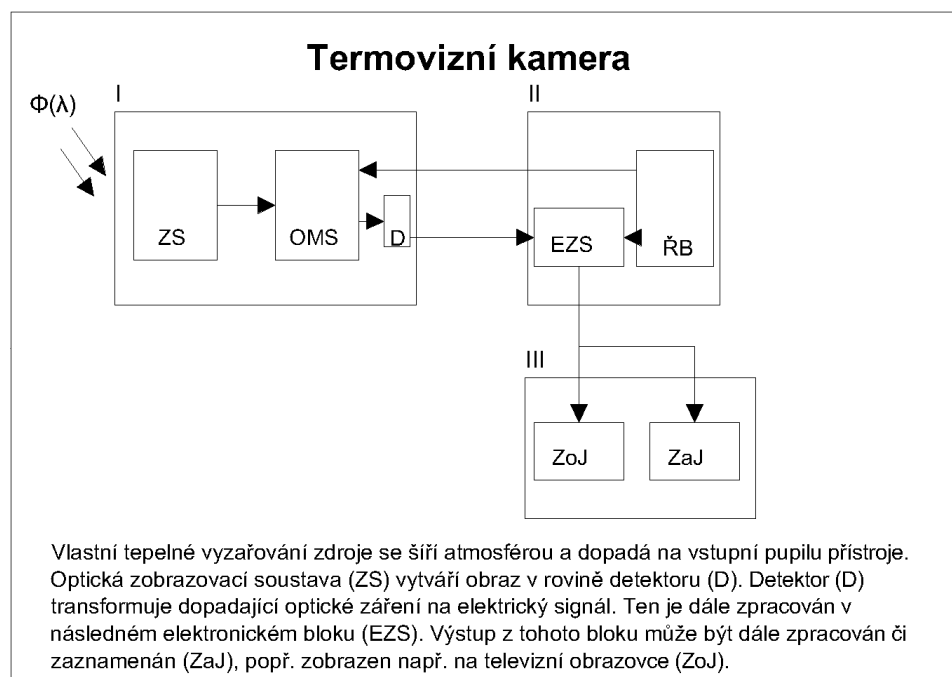 Termovizní kamera
I
II
Φ(λ)
ZS
OMS
D
EZS
ŘB
III
ZoJ
ZaJ
Vlastní tepelné vyzařování zdroje se šíří atmosférou a dopadá na vstupní pupilu přístroje.
Optická zobrazovací soustava (ZS) vytváří obraz v rovině detektoru (D). Detektor (D)
transformuje dopadající optické záření na elektrický signál. Ten je dále zpracován v
následném elektronickém bloku (EZS). Výstup z tohoto bloku může být dále zpracován či
zaznamenán (ZaJ), popř. zobrazen např. na televizní obrazovce (ZoJ).